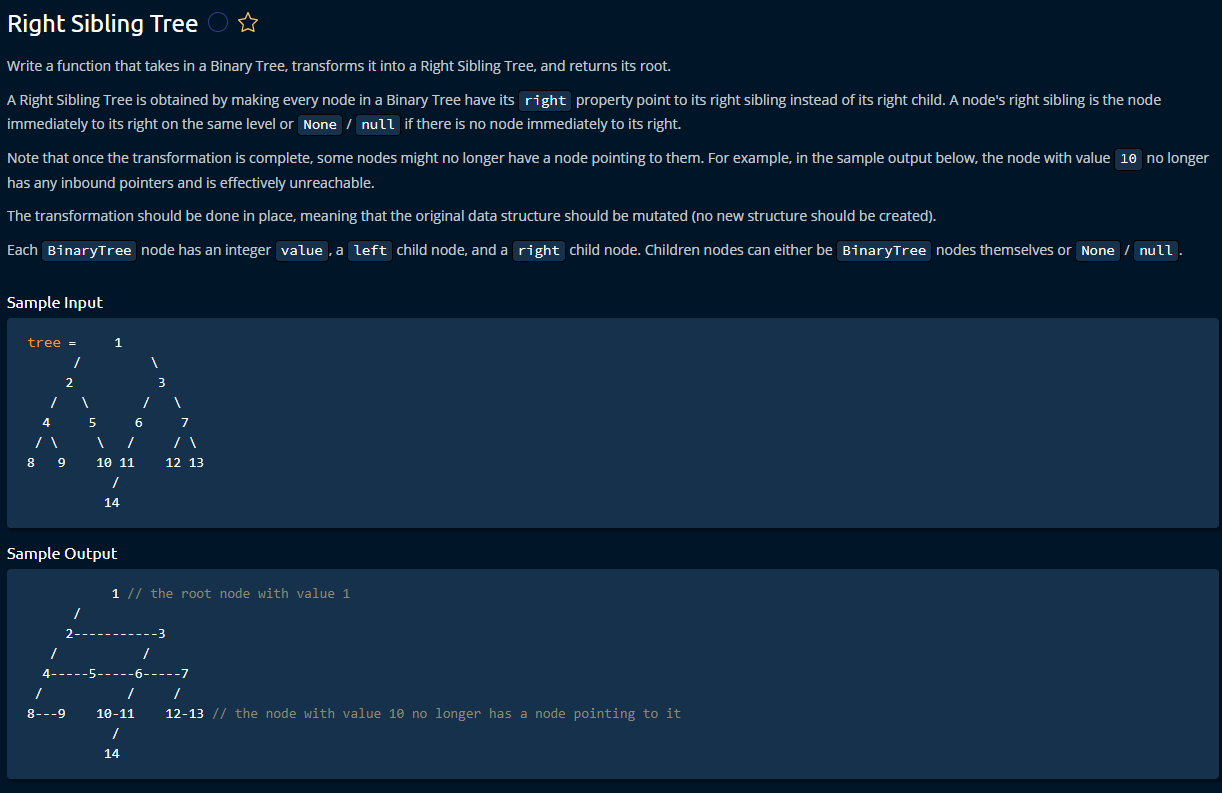 Right Sibling Tree
Write a function that takes in a Binary Tree, transforms it into a Right Sibling Tree, and returns its root.
A Right Sibling Tree is obtained by making every node in a Binary Tree have its right property point to its right sibling instead of its right child. A node's right sibling is the node
immediately to its right on the same level or None / null if there is no node immediately to its right.
Note that once the transformation is complete, some nodes might no longer have a node pointing to them. For example, in the sample output below, the node with value 10 no longer
has any inbound pointers and is effectively unreachable.
The transformation should be done in place, meaning that the original data structure should be mutated (no new structure should be created).
Each BinaryTree node has an integer value, a left child node, and a right child node. Children nodes can either be BinaryTree nodes themselves or None / null.
Sample Input
tree =     1
      /         \
     2           3
   /   \       /   \
  4     5     6     7
 / \     \   /     / \
8   9    10 11    12 13
           /
          14
Sample Output
           1 // the root node with value 1
      /
     2-----------3
   /           /
  4-----5-----6-----7
 /           /     /
8---9    10-11    12-13 // the node with value 10 no longer has a node pointing to it
           /
          14